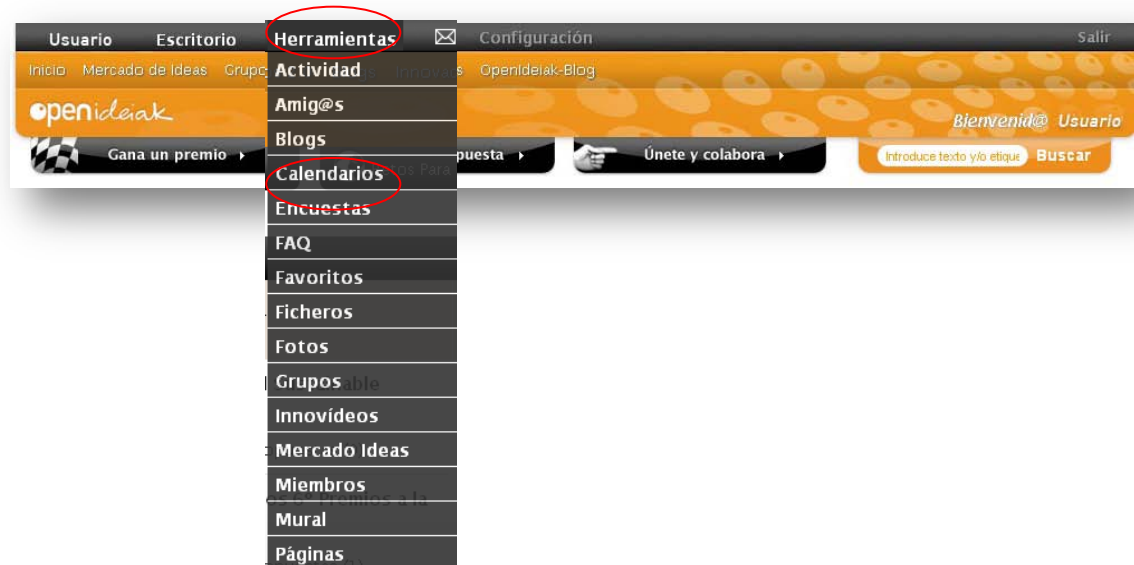 Usuario Escritorio Herramientas Configuración Salir
Inicio Mercado de Ideas OpenIdeiak-Blog
openideiak
Bienvenid@ Usuario
Gana un premio
Únete y colabora
Introduce texto y/o etique Buscar
Actividad
Amig@s
Blogs
Calendarios
Encuestas
FAQ
Favoritos
Ficheros
Fotos
Grupos
Innovídeos
Mercado Ideas
Miembros
Mural
Páginas